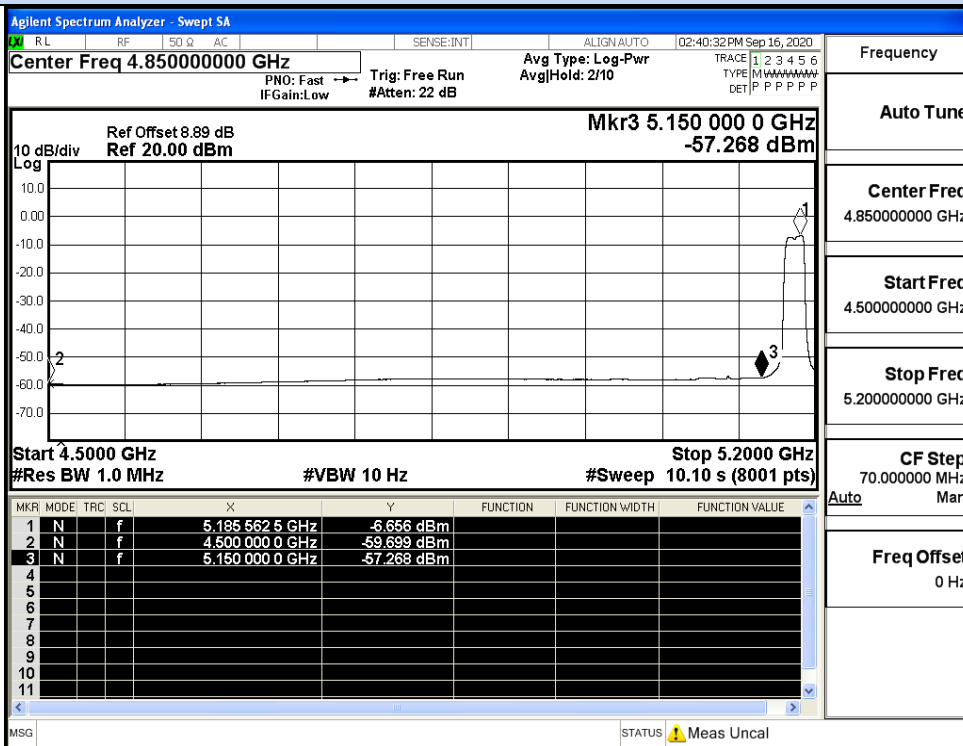 Agilent Spectrum Analyzer - Swept SA
LXI RL RF 50 Ω AC SENSE:INT ALIGN AUTO 02:40:32 PM Sep 16, 2020
Center Freq 4.850000000 GHz
PNO: Fast
IFGain:Low
Trig: Free Run
#Atten: 22 dB
Avg Type: Log-Pwr
Avg|Hold: 2/10
TRACE 1 2 3 4 5 6
TYPE M
DET P P P P P P
Ref Offset 8.89 dB
10 dB/div Ref 20.00 dBm
Log
Mkr3 5.150 000 0 GHz
-57.268 dBm
10.0
0.00
-10.0
-20.0
-30.0
-40.0
-50.0
-60.0
-70.0
1
2
3
Start 4.5000 GHz Stop 5.2000 GHz
#Res BW 1.0 MHz #VBW 10 Hz #Sweep 10.10 s (8001 pts)
MKR MODE TRC SCL X Y FUNCTION FUNCTION WIDTH FUNCTION VALUE
1 N f 5.185 562 5 GHz -6.656 dBm
2 N f 4.500 000 0 GHz -59.699 dBm
3 N f 5.150 000 0 GHz -57.268 dBm
4
5
6
7
8
9
10
11
MSG STATUS Meas Uncal
Frequency
Auto Tune
Center Freq
4.850000000 GHz
Start Freq
4.500000000 GHz
Stop Freq
5.200000000 GHz
CF Step
70.000000 MHz
Auto Man
Freq Offset
0 Hz